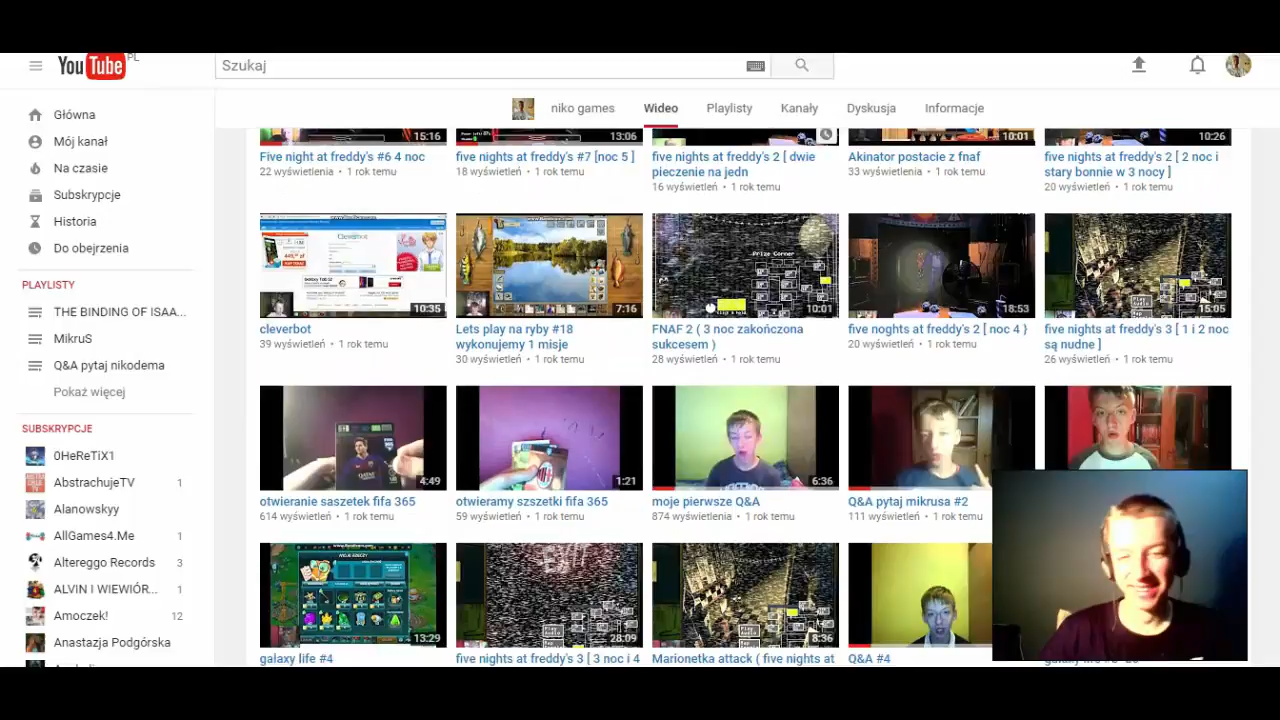 YouTube PL
Szukaj
niko games Wideo Playlisty Kanały Dyskusja Informacje
Główna
Mój kanał
Na czasie
Subskrypcje
Historia
Do obejrzenia
PLAYLISTY
THE BINDING OF ISAA...
MikruS
Q&A pytaj nikodema
Pokaż więcej
SUBSKRYPCJE
0HeReTiX1
AbstrachujeTV 1
Alanowskyy
AllGames4.Me 1
Altereggo Records 3
ALVIN I WIEWIÓR... 1
Amoczek! 12
Anastazja Podgórska
15:16
Five night at freddy's #6 4 noc
22 wyświetlenia • 1 rok temu
13:06
five nights at freddy's #7 [noc 5 ]
18 wyświetleń • 1 rok temu
five nights at freddy's 2 [ dwie
pieczenie na jedn
16 wyświetleń • 1 rok temu
10:01
Akinator postacie z fnaf
33 wyświetlenia • 1 rok temu
10:26
five nights at freddy's 2 [ 2 noc i
stary bonnie w 3 nocy ]
20 wyświetleń • 1 rok temu
10:35
cleverbot
39 wyświetleń • 1 rok temu
7:16
Lets play na ryby #18
wykonujemy 1 misje
30 wyświetleń • 1 rok temu
Prize Corner
10:01
FNAF 2 ( 3 noc zakończona
sukcesem )
28 wyświetleń • 1 rok temu
18:53
five noghts at freddy's 2 [ noc 4 )
20 wyświetleń • 1 rok temu
15:05
five nights at freddy's 3 [ 1 i 2 noc
są nudne ]
26 wyświetleń • 1 rok temu
4:49
otwieranie saszetek fifa 365
614 wyświetleń • 1 rok temu
1:21
otwieramy szszetki fifa 365
59 wyświetleń • 1 rok temu
6:36
moje pierwsze Q&A
874 wyświetlenia • 1 rok temu
Q&A pytaj mikrusa #2
111 wyświetleń • 1 rok temu
13:29
galaxy life #4
28:09
five nights at freddy's 3 [ 3 noc i 4
8:36
Marionetka attack ( five nights at
Q&A #4